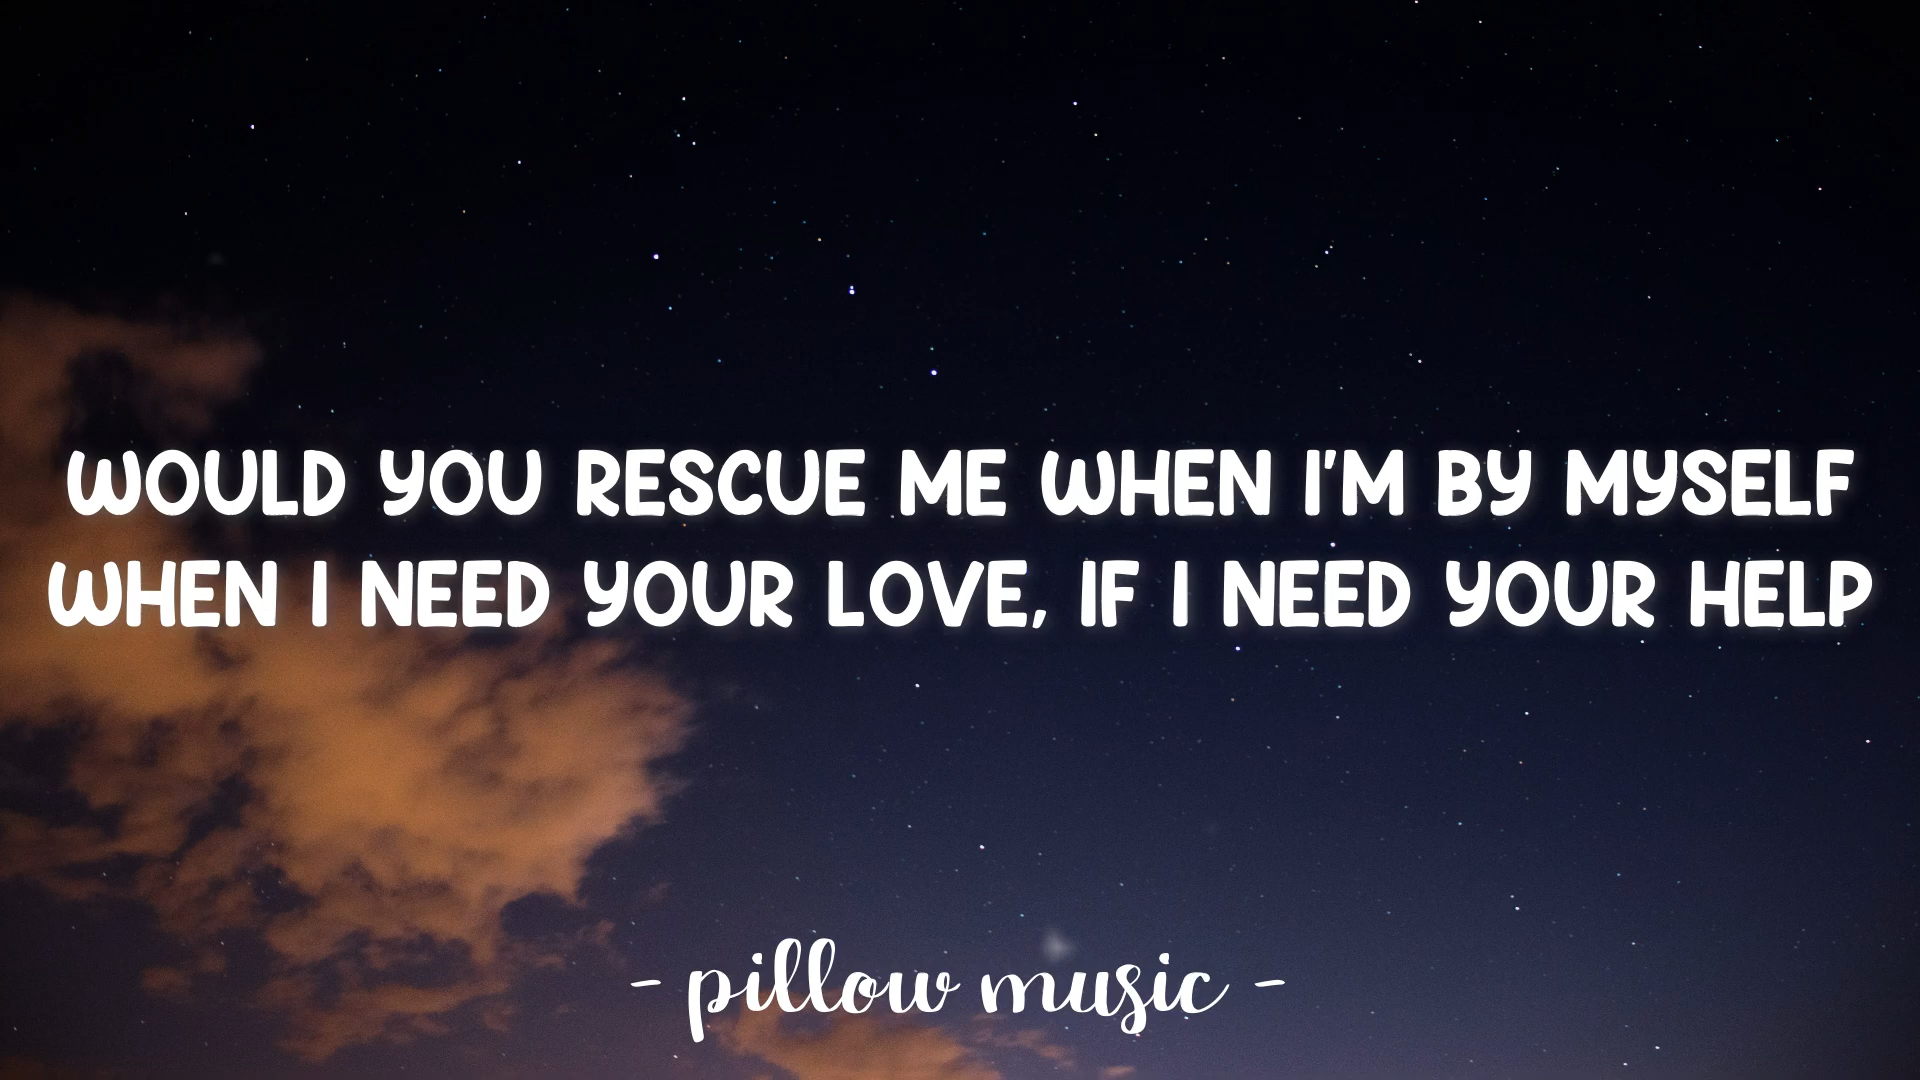 WOULD YOU RESCUE ME WHEN I'M BY MYSELF
WHEN I NEED YOUR LOVE, IF I NEED YOUR HELP
- pillow music -